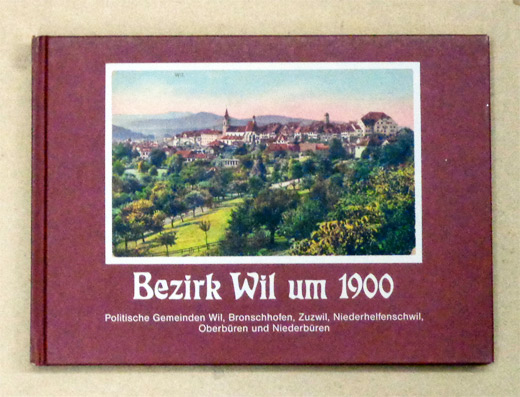 Bezirk Wil um 1900
Politische Gemeinden Wil, Bronschhofen, Zuzwil, Niederhelfenschwil,
Oberbüren und Niederbüren